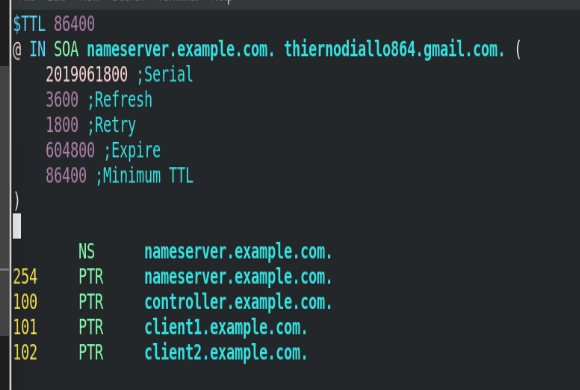 $TTL 86400
@ IN SOA nameserver.example.com. thiernodiallo864.gmail.com. (
2019061800 ;Serial
3600 ;Refresh
1800 ;Retry
604800 ;Expire
86400 ;Minimum TTL
)
NS nameserver.example.com.
254 PTR nameserver.example.com.
100 PTR controller.example.com.
101 PTR client1.example.com.
102 PTR client2.example.com.